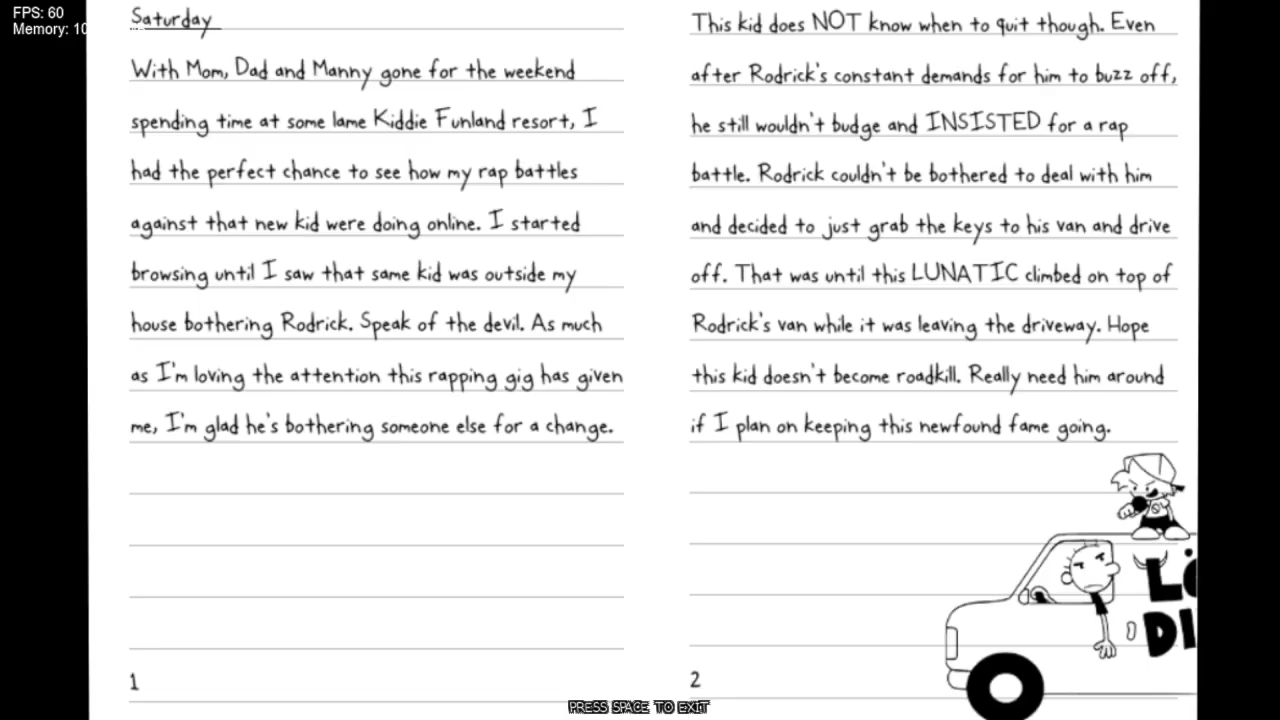 FPS: 60
Memory: 10
Saturday
With Mom, Dad and Manny gone for the weekend
spending time at some lame Kiddie Funland resort, I
had the perfect chance to see how my rap battles
against that new kid were doing online. I started
browsing until I saw that same kid was outside my
house bothering Rodrick. Speak of the devil. As much
as I'm loving the attention this rapping gig has given
me, I'm glad he's bothering someone else for a change.
1
This kid does NOT know when to quit though. Even
after Rodrick's constant demands for him to buzz off,
he still wouldn't budge and INSISTED for a rap
battle. Rodrick couldn't be bothered to deal with him
and decided to just grab the keys to his van and drive
off. That was until this LUNATIC climbed on top of
Rodrick's van while it was leaving the driveway. Hope
this kid doesn't become roadkill. Really need him around
if I plan on keeping this newfound fame going.
LÖ
DI
2
PRESS SPACE TO EXIT